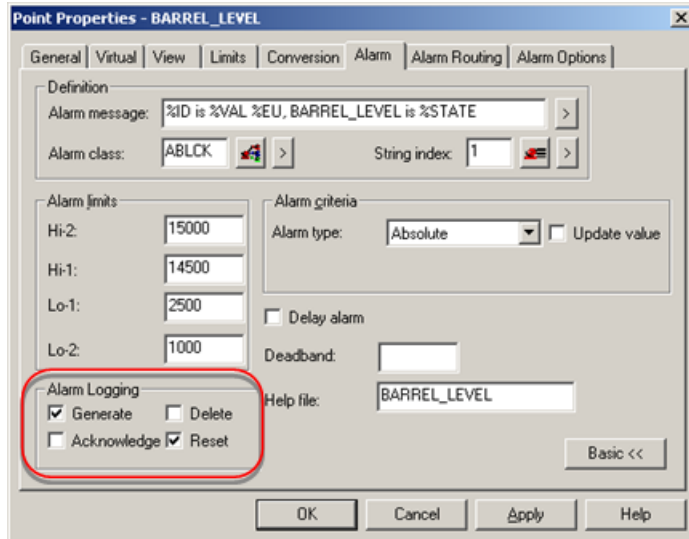 Point Properties - BARREL_LEVEL
General Virtual View Limits Conversion Alarm Alarm Routing Alarm Options
Definition
Alarm message: %ID is %VAL %EU, BARREL_LEVEL is %STATE >
Alarm class: ABLCK > String index: 1 >
Alarm limits
Hi-2: 15000
Hi-1: 14500
Lo-1: 2500
Lo-2: 1000
Alarm criteria
Alarm type: Absolute Update value
Delay alarm
Deadband:
Help file: BARREL_LEVEL
Alarm Logging
Generate Delete
Acknowledge Reset
Basic <<
OK Cancel Apply Help